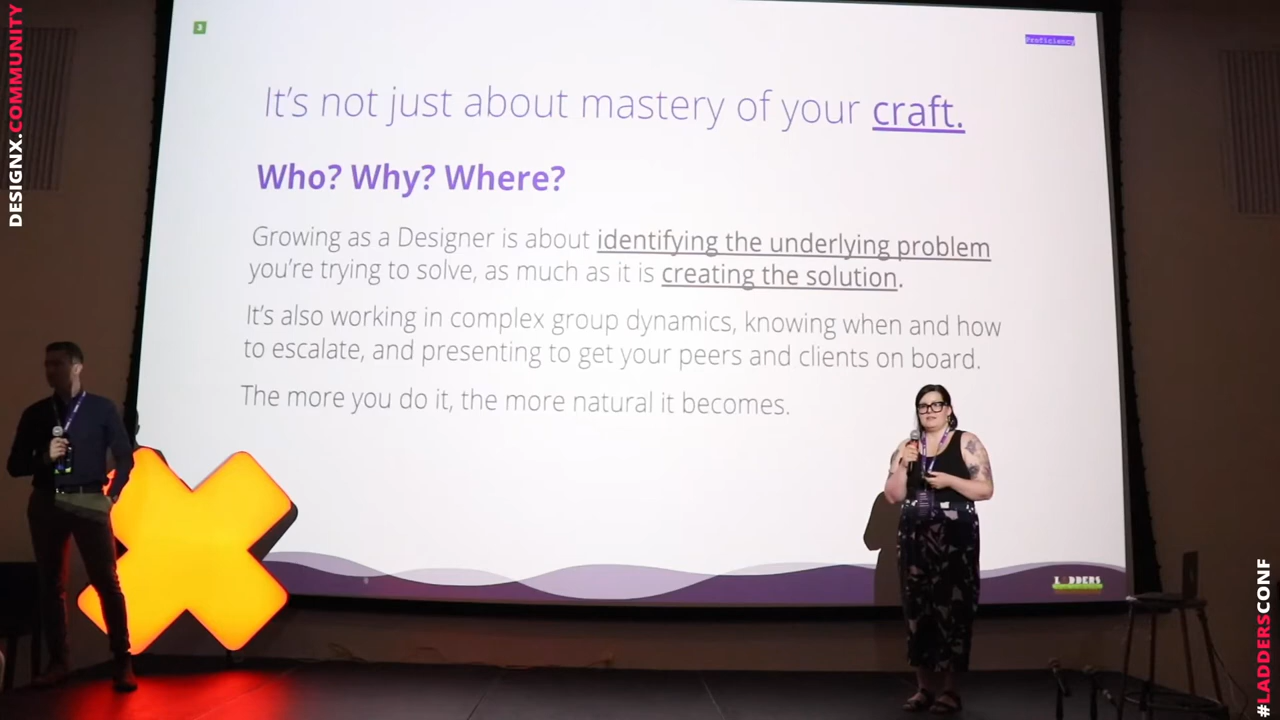 DESIGNX.COMMUNITY
3
Proficiency
It's not just about mastery of your craft.
Who? Why? Where?
Growing as a Designer is about identifying the underlying problem
you're trying to solve, as much as it is creating the solution.
It's also working in complex group dynamics, knowing when and how
to escalate, and presenting to get your peers and clients on board.
The more you do it, the more natural it becomes.
LADDERS
#LADDERSCONF